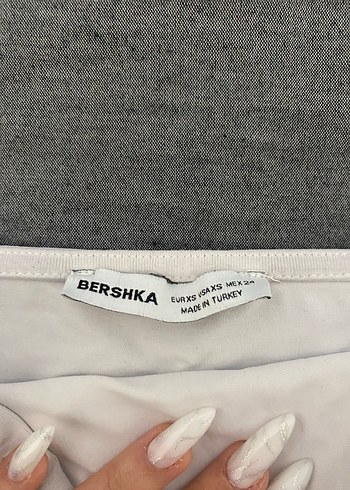 BERSHKA
EUR XS USA XS MEX 24
MADE IN TURKEY